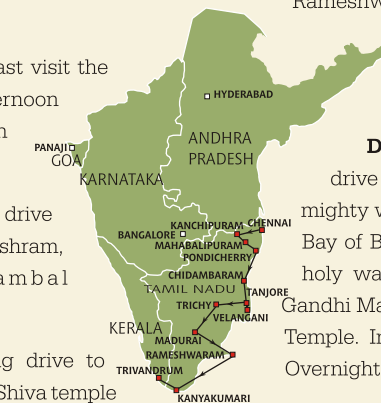 Rameshw
ast visit the
ernoon
n
HYDERABAD
ANDHRA
PRADESH
PANAJI
GOA
KARNATAKA
D
drive
mighty w
Bay of B
holy wa
Gandhi Ma
Temple. In
Overnight
drive
shram,
ambal
KANCHIPURAM
CHENNAI
BANGALORE
MAHABALIPURAM
PONDICHERRY
CHIDAMBARAM
TAMIL NADU
TANJORE
TRICHY
VELANGANI
KERALA
MADURAI
RAMESHWARAM
g drive to
TRIVANDRUM
Shiva temple
KANYAKUMARI